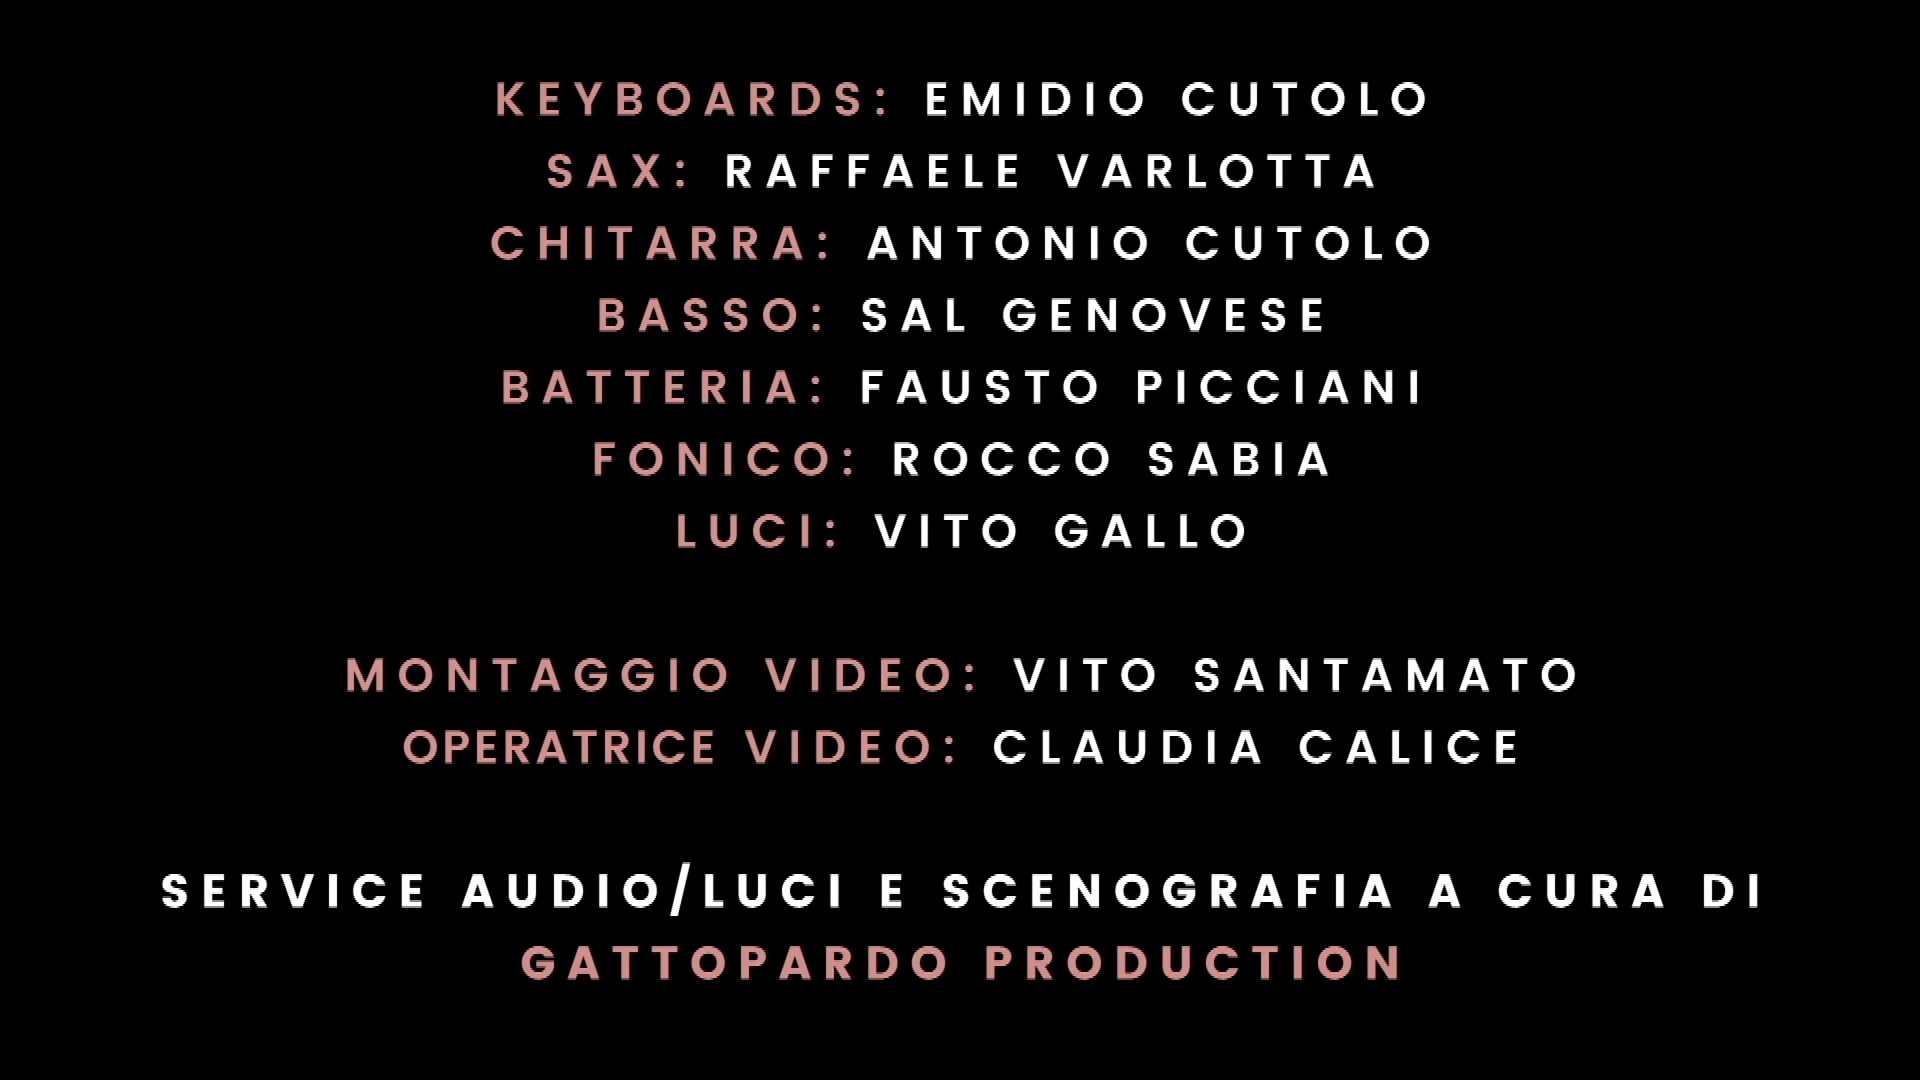 KEYBOARDS: EMIDIO CUTOLO
SAX: RAFFAELE VARLOTTA
CHITARRA: ANTONIO CUTOLO
BASSO: SAL GENOVESE
BATTERIA: FAUSTO PICCIANI
FONICO: ROCCO SABIA
LUCI: VITO GALLO
MONTAGGIO VIDEO: VITO SANTAMATO
OPERATRICE VIDEO: CLAUDIA CALICE
SERVICE AUDIO/LUCI E SCENOGRAFIA A CURA DI
GATTOPARDO PRODUCTION